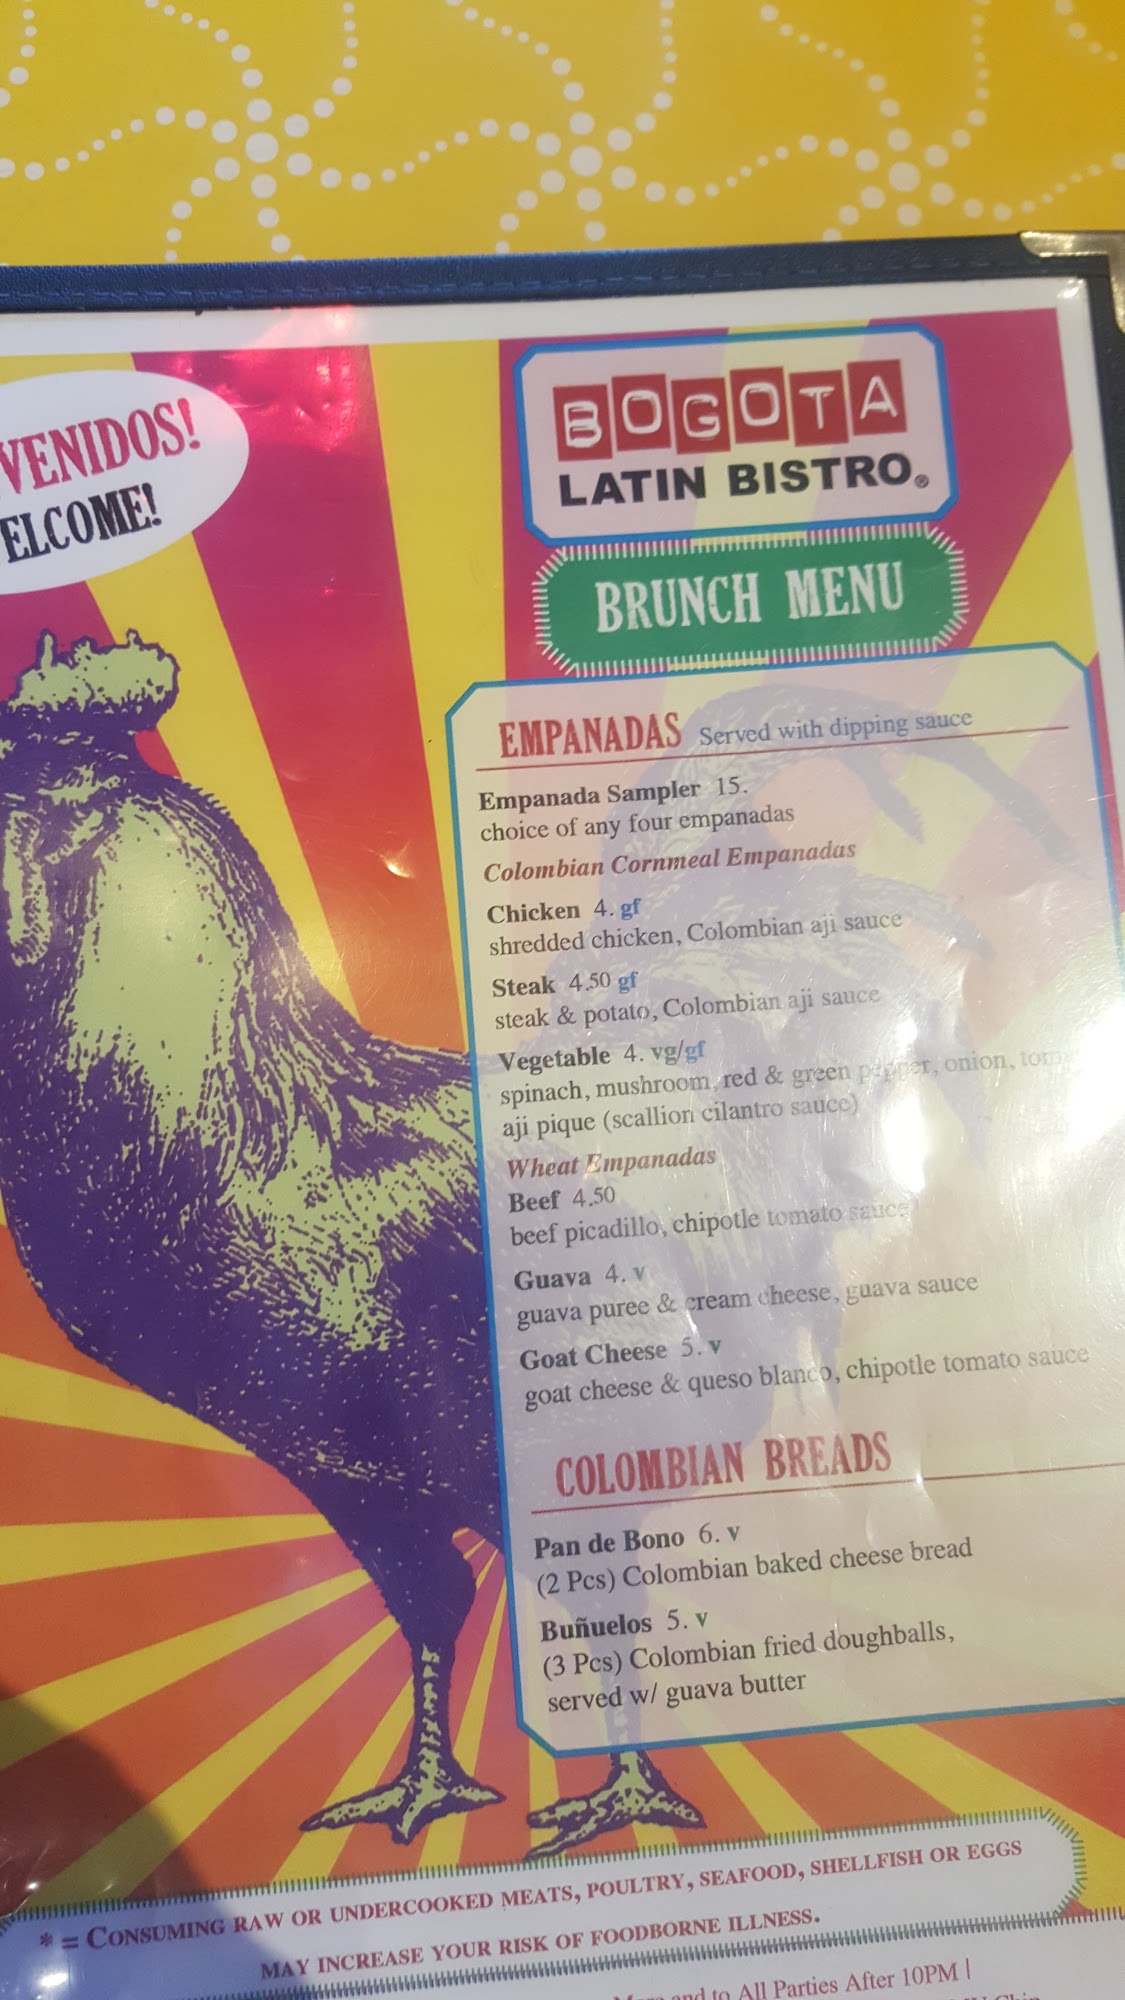 VENIDOS!
ELCOME!
BOGOTA
LATIN BISTRO®
BRUNCH MENU
EMPANADAS Served with dipping sauce
Empanada Sampler 15.
choice of any four empanadas
Colombian Cornmeal Empanadas
Chicken 4. gf
shredded chicken, Colombian aji sauce
Steak 4.50 gf
steak & potato, Colombian aji sauce
Vegetable 4. vg/gf
spinach, mushroom, red & green pepper, onion,
aji pique (scallion cilantro sauce)
Wheat Empanadas
Beef 4.50
beef picadillo, chipotle tomato sauce
Guava 4. v
guava puree & cream cheese, guava sauce
Goat Cheese 5. v
goat cheese & queso blanco, chipotle tomato sauce
COLOMBIAN BREADS
Pan de Bono 6. v
(2 Pcs) Colombian baked cheese bread
Buñuelos 5. v
(3 Pcs) Colombian fried doughballs,
served w/ guava butter
* = CONSUMING RAW OR UNDERCOOKED MEATS, POULTRY, SEAFOOD, SHELLFISH OR EGGS
MAY INCREASE YOUR RISK OF FOODBORNE ILLNESS.
and to All Parties After 10PM |